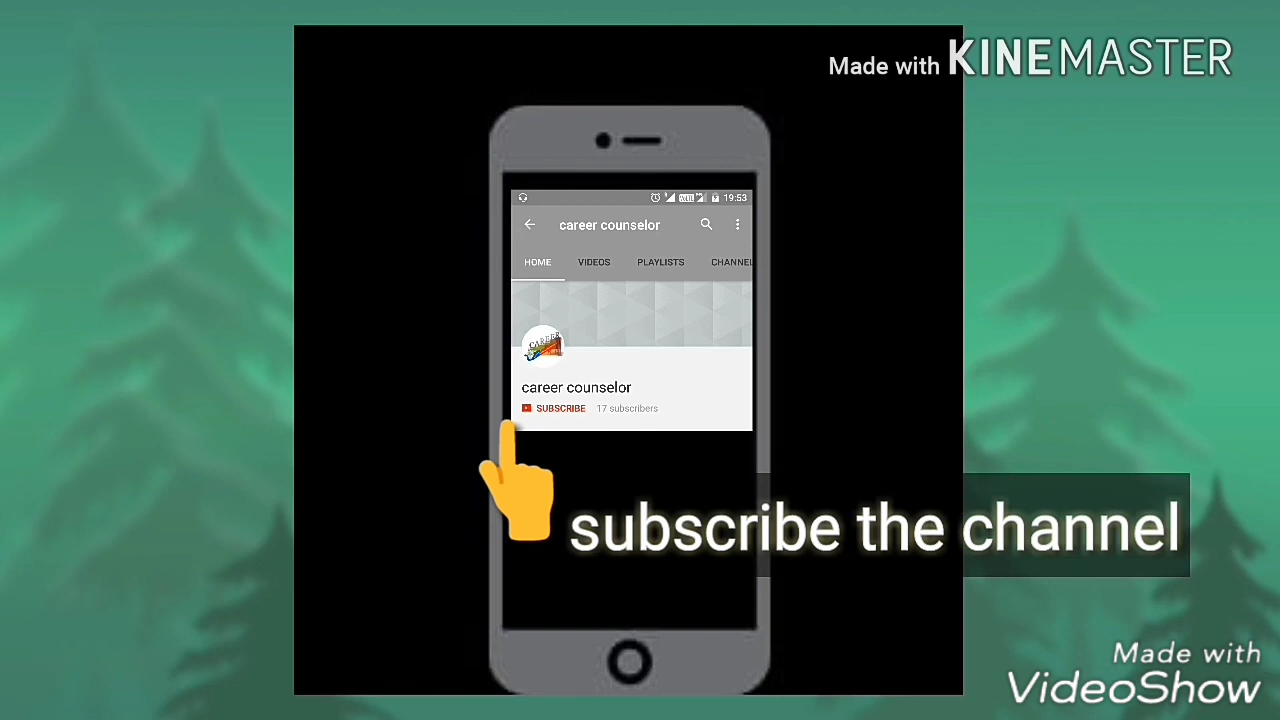 Made with KINEMASTER
19:53
career counselor
HOME VIDEOS PLAYLISTS CHANNEL
CAREER
career counselor
SUBSCRIBE 17 subscribers
subscribe the channel
Made with
VideoShow